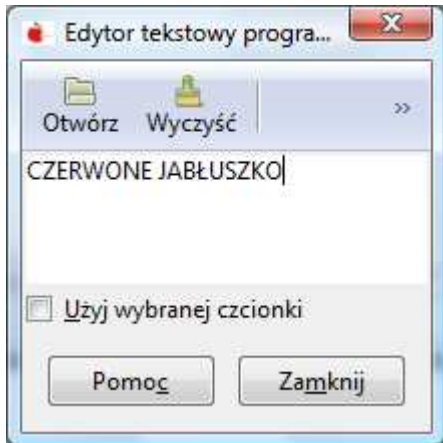 Edytor tekstowy progra...
Otwórz Wyczyść »
CZERWONE JABŁUSZKO
Użyj wybranej czcionki
Pomoc Zamknij